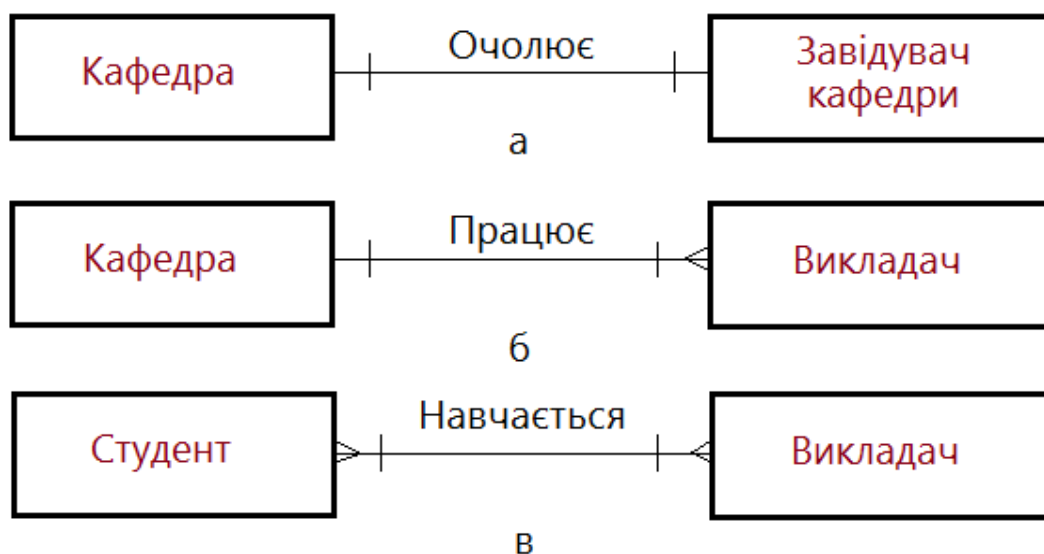 Кафедра
Очолює
Завідувач
кафедри
а
Кафедра
Працює
Викладач
б
Студент
Навчається
Викладач
в